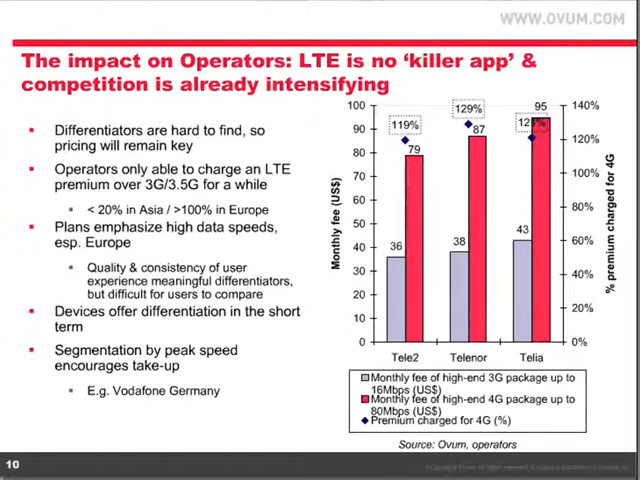 WWW.OVUM.COM
The impact on Operators: LTE is no ‘killer app’ &
competition is already intensifying
Differentiators are hard to find, so
pricing will remain key
Operators only able to charge an LTE
premium over 3G/3.5G for a while
< 20% in Asia / >100% in Europe
Plans emphasize high data speeds,
esp. Europe
Quality & consistency of user
experience meaningful differentiators,
but difficult for users to compare
Devices offer differentiation in the short
term
Segmentation by peak speed
encourages take-up
E.g. Vodafone Germany
Monthly fee (US$)
100
90
80
70
60
50
40
30
20
10
0
119%
129%
79
87
95
36
38
43
140%
120%
100%
80%
60%
40%
20%
0%
% premium charged for 4G
Tele2 Telenor Telia
Monthly fee of high-end 3G package up to
16Mbps (US$)
Monthly fee of high-end 4G package up to
80Mbps (US$)
Premium charged for 4G (%)
Source: Ovum, operators
10